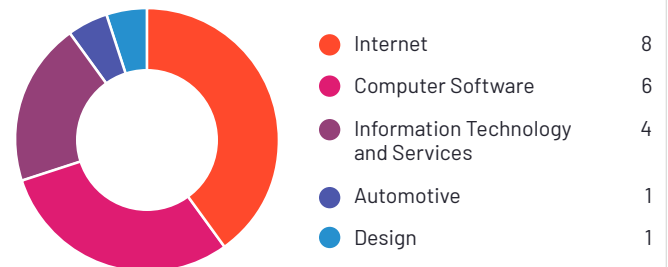 Internet 8
Computer Software 6
Information Technology 4
and Services
Automotive 1
Design 1